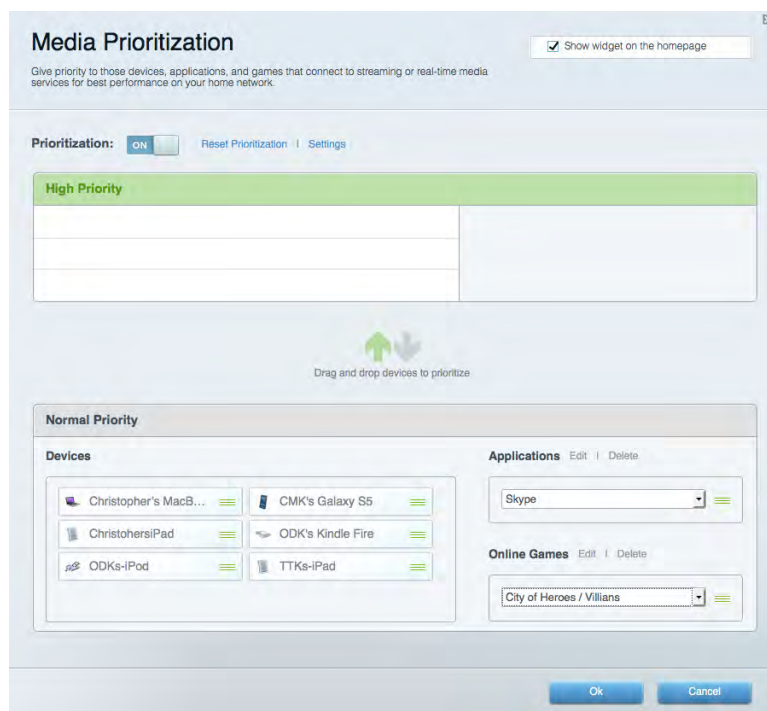 Media Prioritization
Show widget on the homepage
Give priority to those devices, applications, and games that connect to streaming or real-time media
services for best performance on your home network.
Prioritization: ON Reset Prioritization | Settings
High Priority
Drag and drop devices to prioritize
Normal Priority
Devices
Christopher's MacB...
CMK's Galaxy S5
ChristohersiPad
ODK's Kindle Fire
ODKs-iPod
TTKs-iPad
Applications Edit | Delete
Skype
Online Games Edit | Delete
City of Heroes / Villians
Ok
Cancel